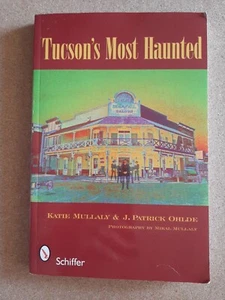 Tucson's Most Haunted
Katie Mullaly & J. Patrick Ohlde
Schiffer